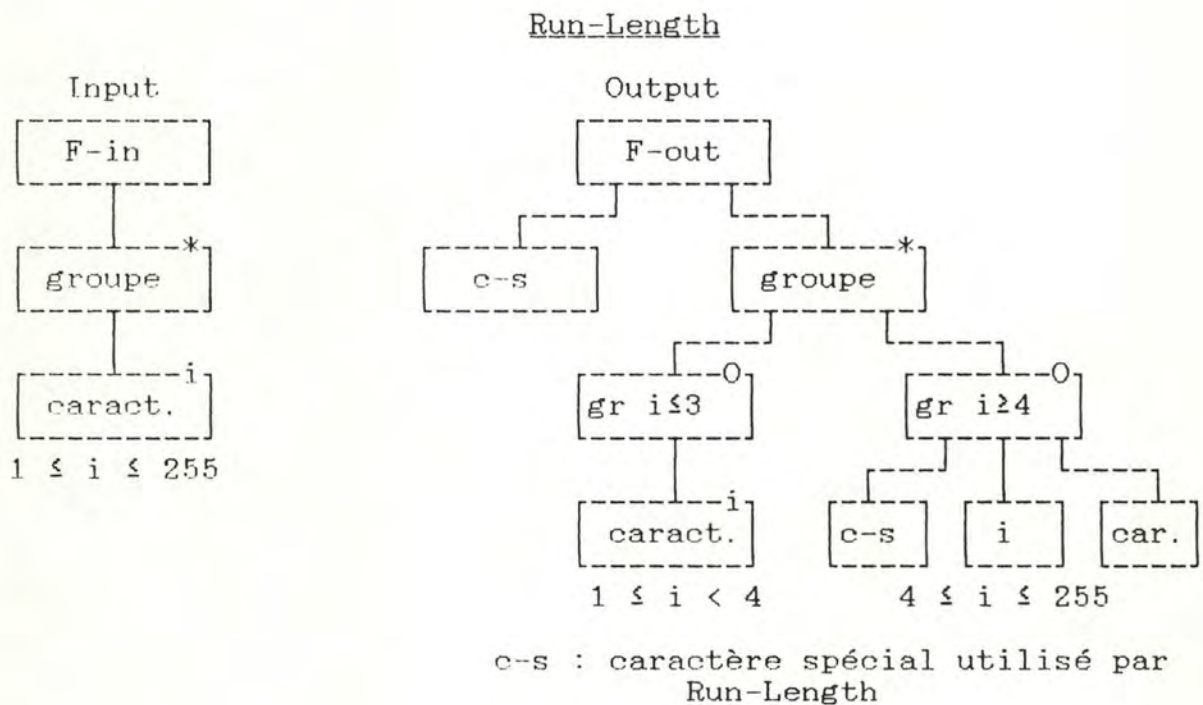 Run-Length
Input
Output
F-in
F-out
*
groupe
c-s
*
groupe
i
caract.
O
gr i≤3
O
gr i≥4
1 ≤ i ≤ 255
i
caract.
c-s
i
car.
1 ≤ i < 4
4 ≤ i ≤ 255
c-s : caractère spécial utilisé par
Run-Length